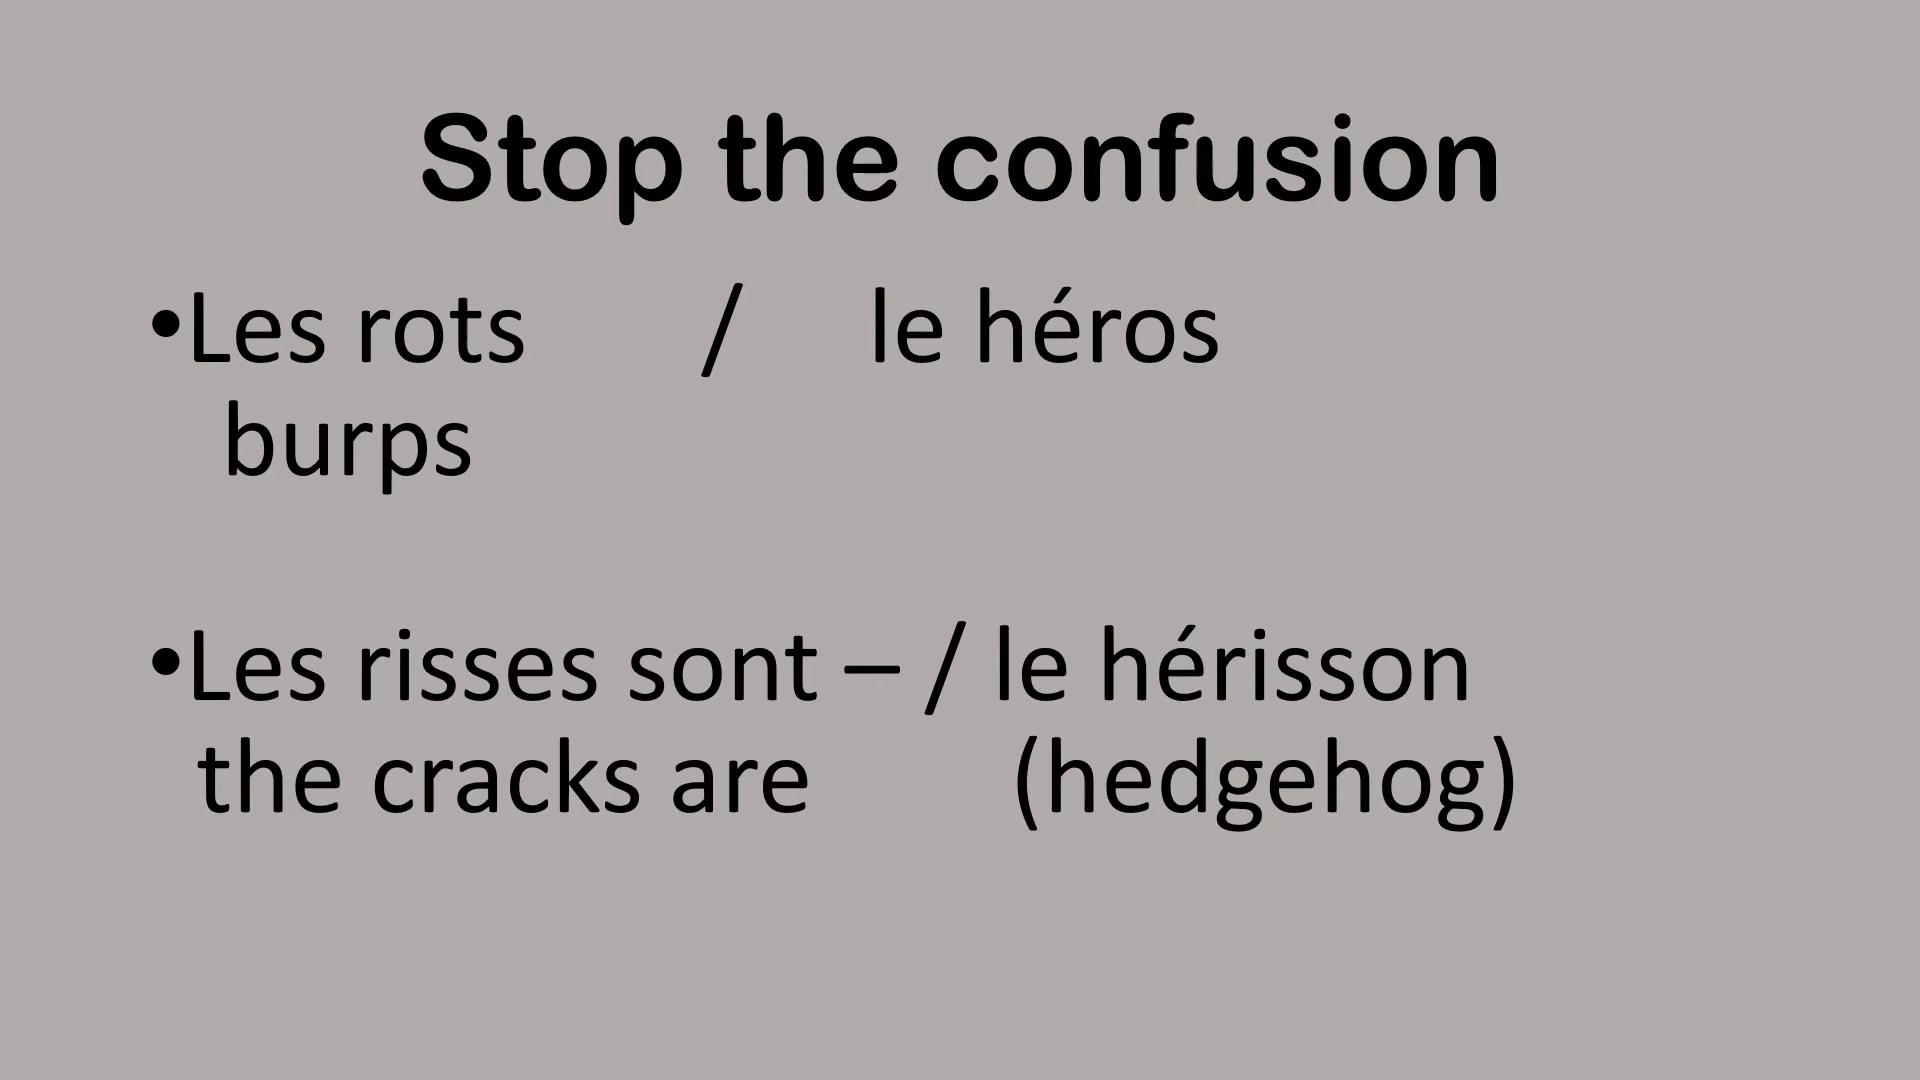 Stop the confusion
•Les rots / le héros
burps
•Les risses sont – / le hérisson
the cracks are (hedgehog)